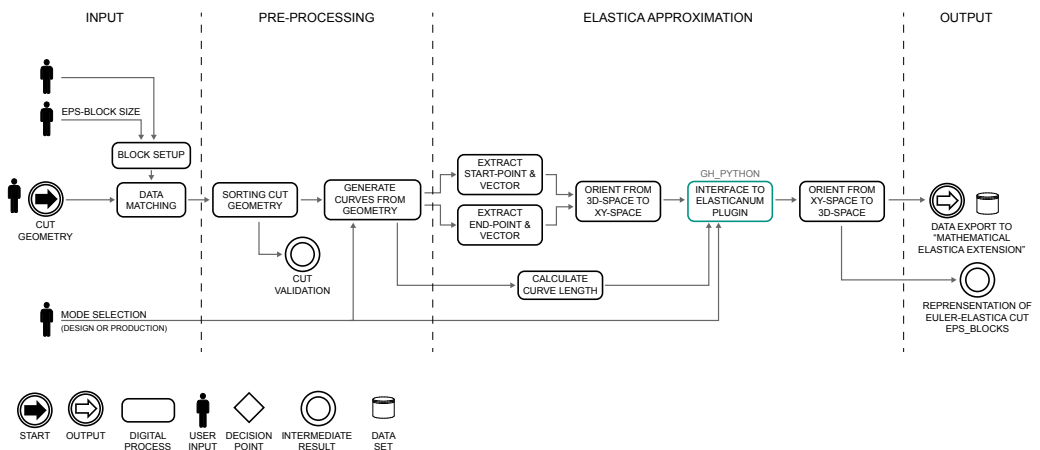 INPUT
PRE-PROCESSING
ELASTICA APPROXIMATION
OUTPUT
EPS-BLOCK SIZE
BLOCK SETUP
DATA
MATCHING
CUT
GEOMETRY
SORTING CUT
GEOMETRY
CUT
VALIDATION
GENERATE
CURVES FROM
GEOMETRY
EXTRACT
START-POINT &
VECTOR
EXTRACT
END-POINT &
VECTOR
ORIENT FROM
3D-SPACE TO
XY-SPACE
GH_PYTHON
INTERFACE TO
ELASTICANUM
PLUGIN
ORIENT FROM
XY-SPACE TO
3D-SPACE
CALCULATE
CURVE LENGTH
DATA EXPORT TO
“MATHEMATICAL
ELASTICA EXTENSION”
REPRENSENTATION OF
EULER-ELASTICA CUT
EPS_BLOCKS
MODE SELECTION
(DESIGN OR PRODUCTION)
START
OUTPUT
DIGITAL
PROCESS
USER
INPUT
DECISION
POINT
INTERMEDIATE
RESULT
DATA
SET